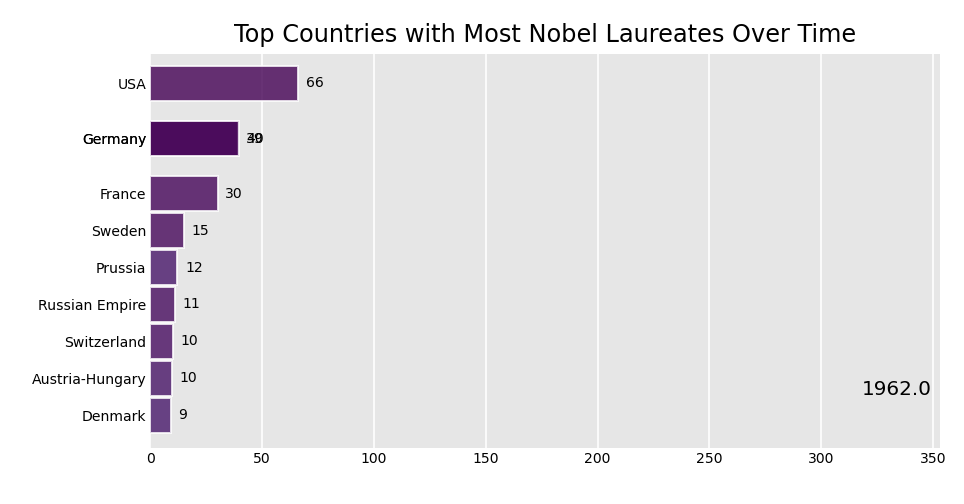 Top Countries with Most Nobel Laureates Over Time
USA 66
Germany
France 30
Sweden 15
Prussia 12
Russian Empire 11
Switzerland 10
Austria-Hungary 10
Denmark 9
1962.0
0 50 100 150 200 250 300 350